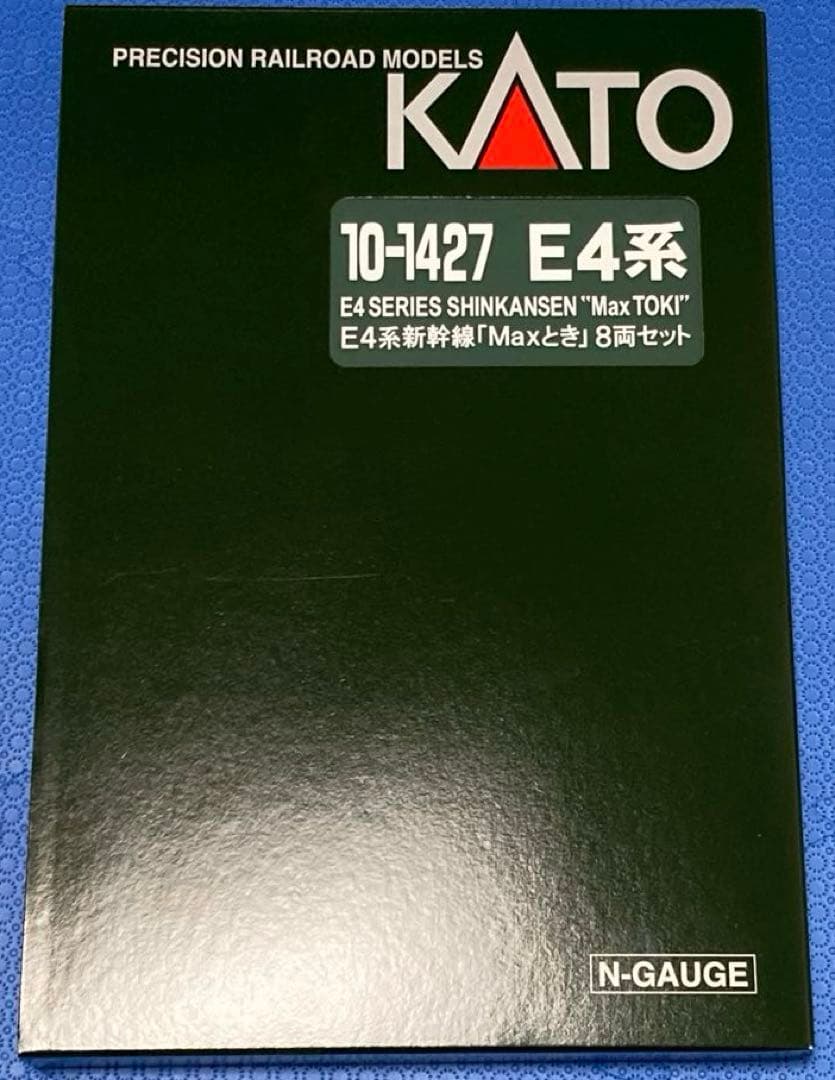 PRECISION RAILROAD MODELS
KATO
10-1427 E4系
E4 SERIES SHINKANSEN "Max TOKI"
E4系新幹線「Maxとき」8両セット
N-GAUGE